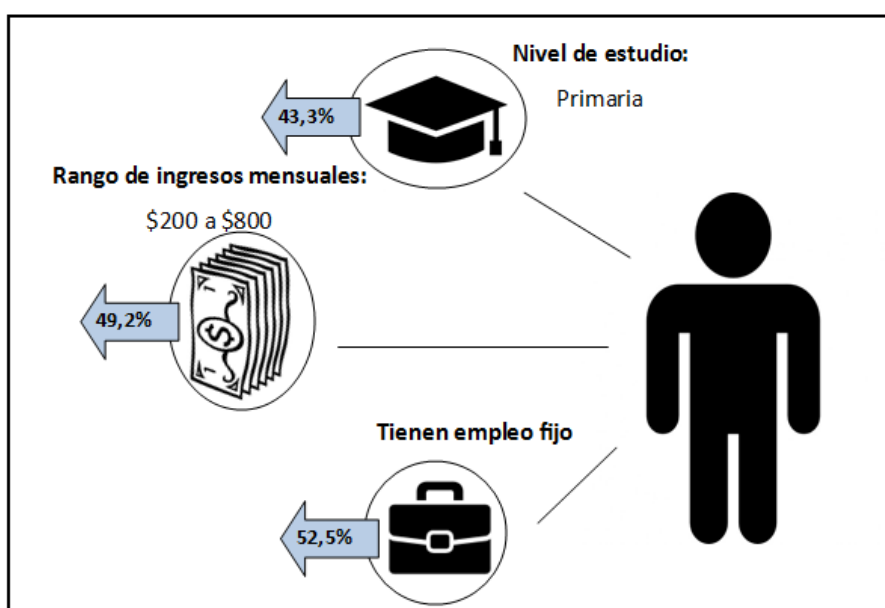 Nivel de estudio:
Primaria
43,3%
Rango de ingresos mensuales:
$200 a $800
49,2%
Tienen empleo fijo
52,5%